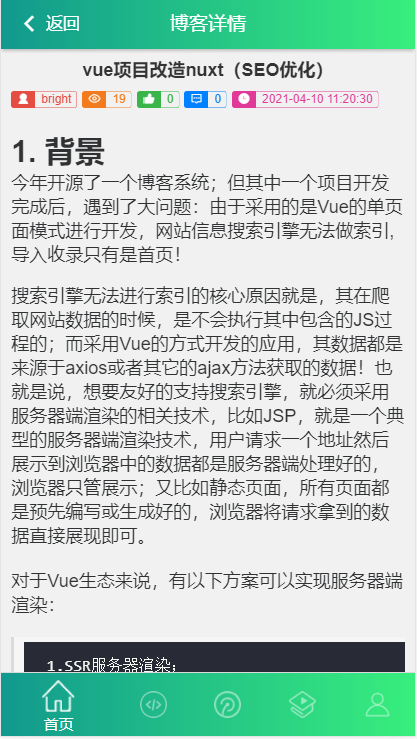 返回 博客详情
vue项目改造nuxt（SEO优化）
bright 19 0 0 2021-04-10 11:20:30
1. 背景
今年开源了一个博客系统；但其中一个项目开发
完成后，遇到了大问题：由于采用的是Vue的单页
面模式进行开发，网站信息搜索引擎无法做索引,
导入收录只有是首页！
搜索引擎无法进行索引的核心原因就是，其在爬
取网站数据的时候，是不会执行其中包含的JS过
程的；而采用Vue的方式开发的应用，其数据都是
来源于axios或者其它的ajax方法获取的数据！也
就是说，想要友好的支持搜索引擎，就必须采用
服务器端渲染的相关技术，比如JSP，就是一个典
型的服务器端渲染技术，用户请求一个地址然后
展示到浏览器中的数据都是服务器端处理好的，
浏览器只管展示；又比如静态页面，所有页面都
是预先编写或生成好的，浏览器将请求拿到的数
据直接展现即可。
对于Vue生态来说，有以下方案可以实现服务器端
渲染：
1.SSR服务器渲染；
首页